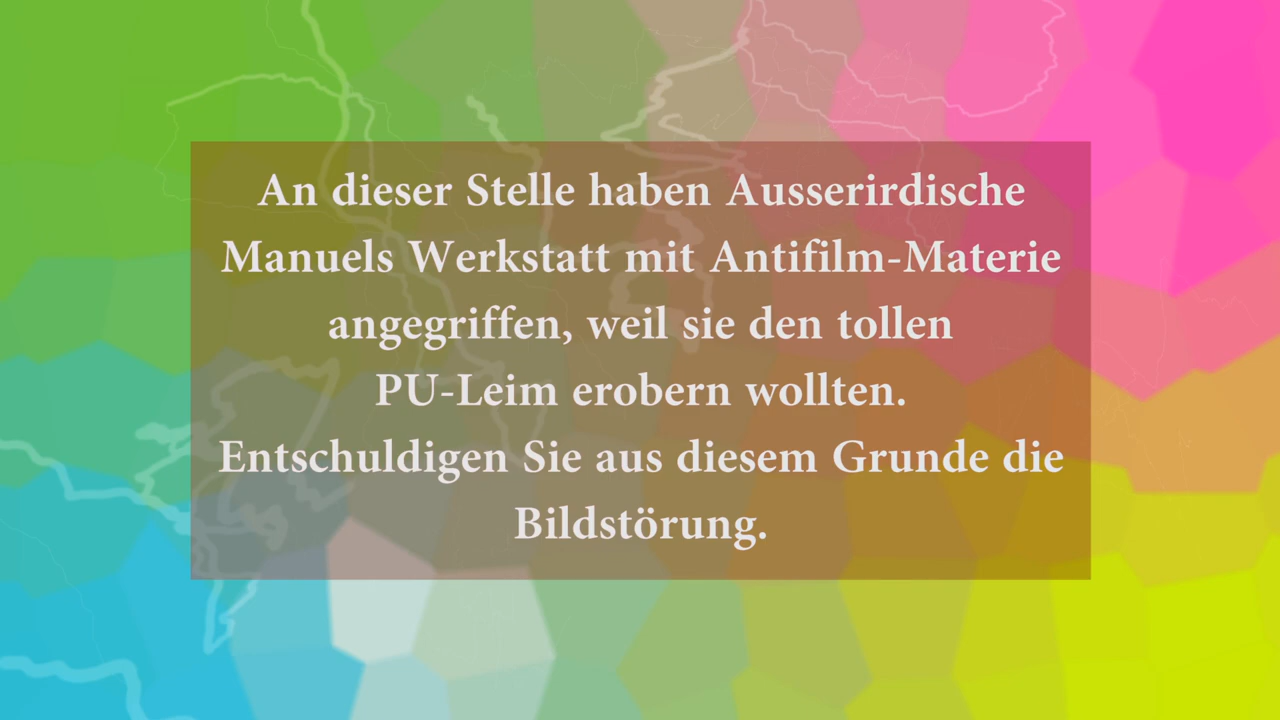 An dieser Stelle haben Ausserirdische
Manuels Werkstatt mit Antifilm-Materie
angegriffen, weil sie den tollen
PU-Leim erobern wollten.
Entschuldigen Sie aus diesem Grunde die
Bildstörung.